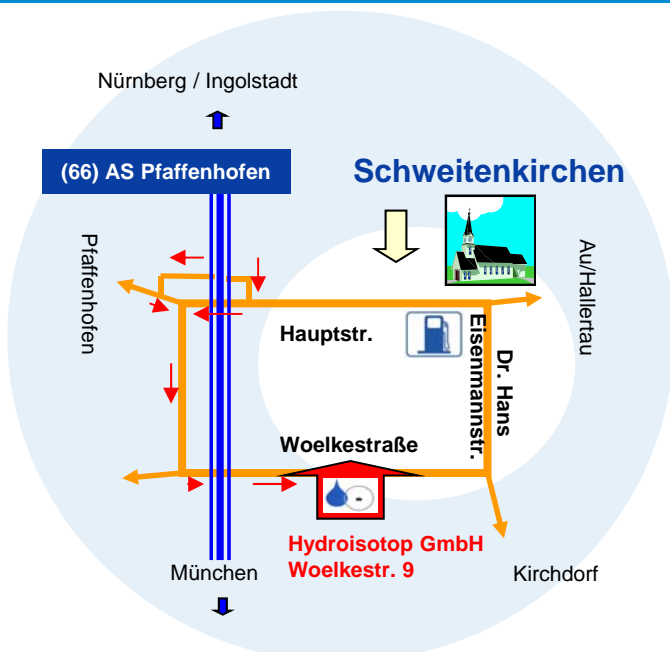 Nürnberg / Ingolstadt
(66) AS Pfaffenhofen
Schweitenkirchen
Pfaffenhofen
Au/Hallertau
Hauptstr.
Dr. Hans
Eisenmannstr.
Woelkestraße
Hydroisotop GmbH
Woelkestr. 9
München
Kirchdorf